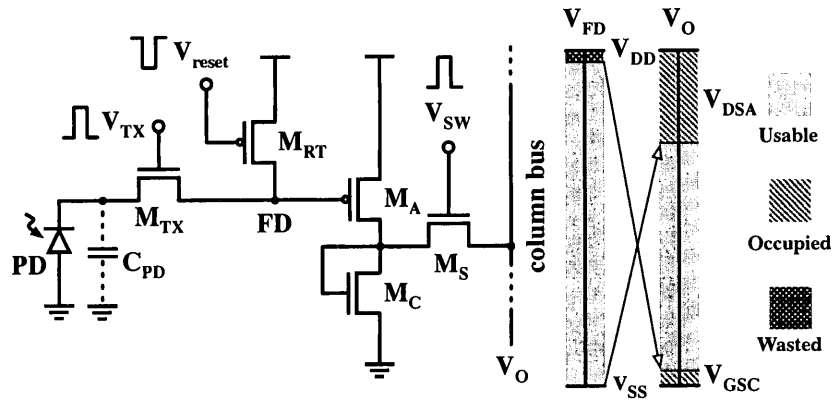 V_reset
V_TX
V_SW
M_RT
M_TX
FD
M_A
M_S
PD
C_PD
M_C
V_O
column bus
V_FD
V_O
V_DD
V_DSA
Usable
Occupied
Wasted
V_SS
V_GSC